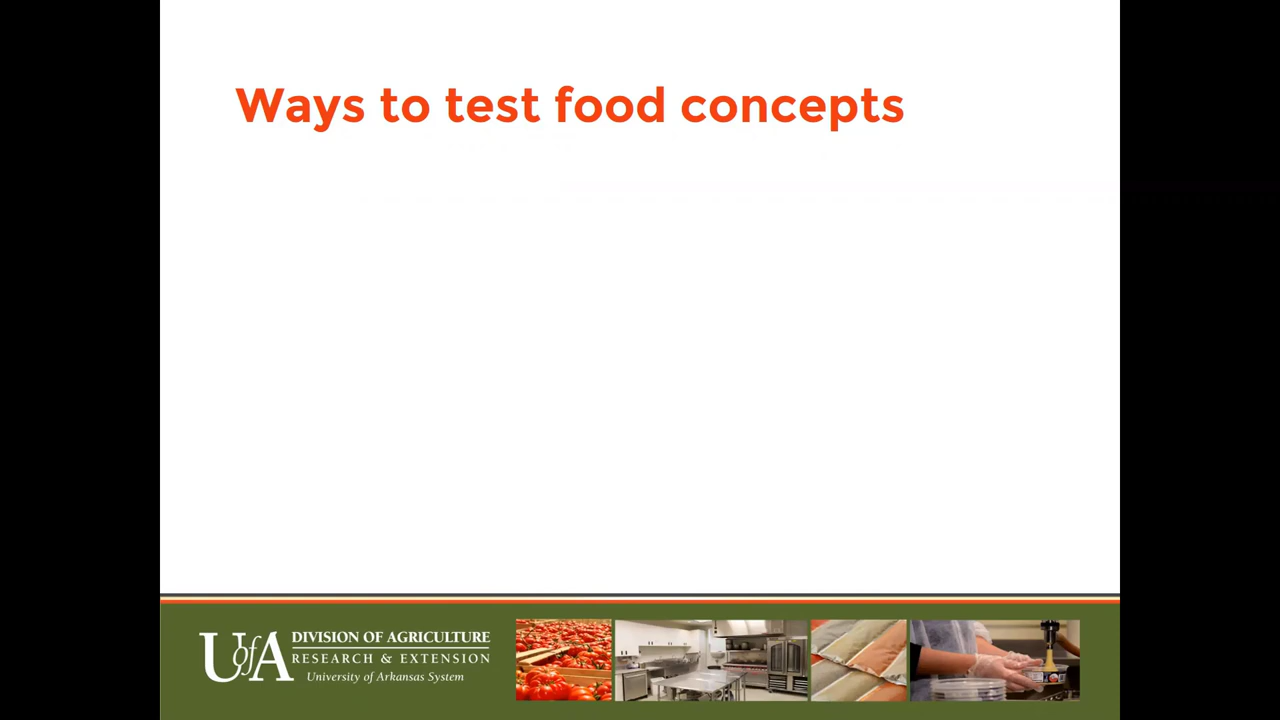 Ways to test food concepts
UofA
DIVISION OF AGRICULTURE
RESEARCH & EXTENSION
University of Arkansas System